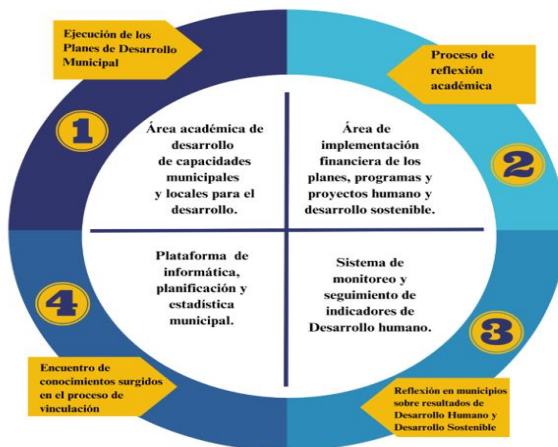 Ejecución de los
Planes de Desarrollo
Municipal
Proceso de
reflexión
académica
1
Área académica de
desarrollo
de capacidades
municipales
y locales para el
desarrollo.
Área de
implementación
financiera de los
planes, programas y
proyectos humano y
desarrollo sostenible.
2
4
Plataforma de
informática,
planificación y
estadística
municipal.
Sistema de
monitoreo y
seguimiento de
indicadores de
Desarrollo humano.
3
Encuentro de
conocimientos surgidos
en el proceso de
vinculación
Reflexión en municipios
sobre resultados de
Desarrollo Humano y
Desarrollo Sostenible